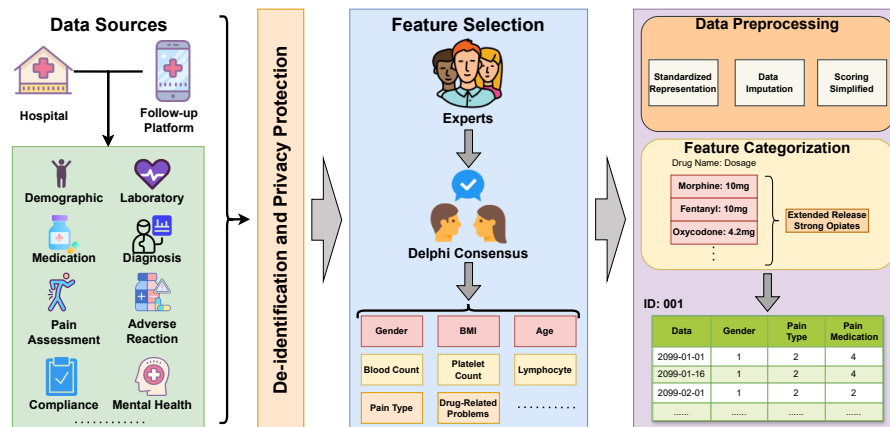 Data Sources
Hospital
Follow-up
Platform
Demographic
Laboratory
Medication
Diagnosis
Pain
Assessment
Adverse
Reaction
Compliance
Mental Health
............
De-identification and Privacy Protection
Feature Selection
Experts
Delphi Consensus
Gender
BMI
Age
Blood Count
Platelet
Count
Lymphocyte
Pain Type
Drug-Related
Problems
..........
Data Preprocessing
Standardized
Representation
Data
Imputation
Scoring
Simplified
Feature Categorization
Drug Name: Dosage
Morphine: 10mg
Fentanyl: 10mg
Oxycodone: 4.2mg
⋮
Extended Release
Strong Opiates
ID: 001
Data Gender Pain Type Pain Medication
2099-01-01 1 2 4
2099-01-16 1 2 4
2099-02-01 1 2 2
...... ...... ...... ......